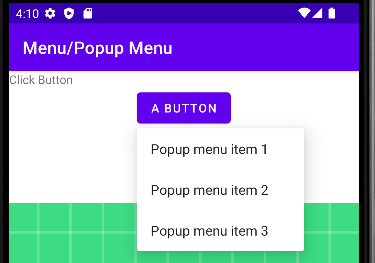 4:10
Menu/Popup Menu
Click Button
A BUTTON
Popup menu item 1
Popup menu item 2
Popup menu item 3